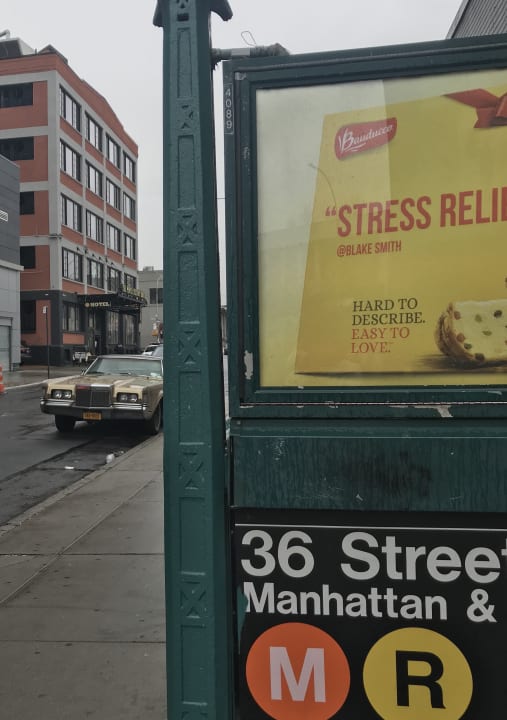 4089
Bauducco
"STRESS RELI
@BLAKE SMITH
HARD TO
DESCRIBE.
EASY TO
LOVE.
HOTEL
36 Stree
Manhattan &
M R